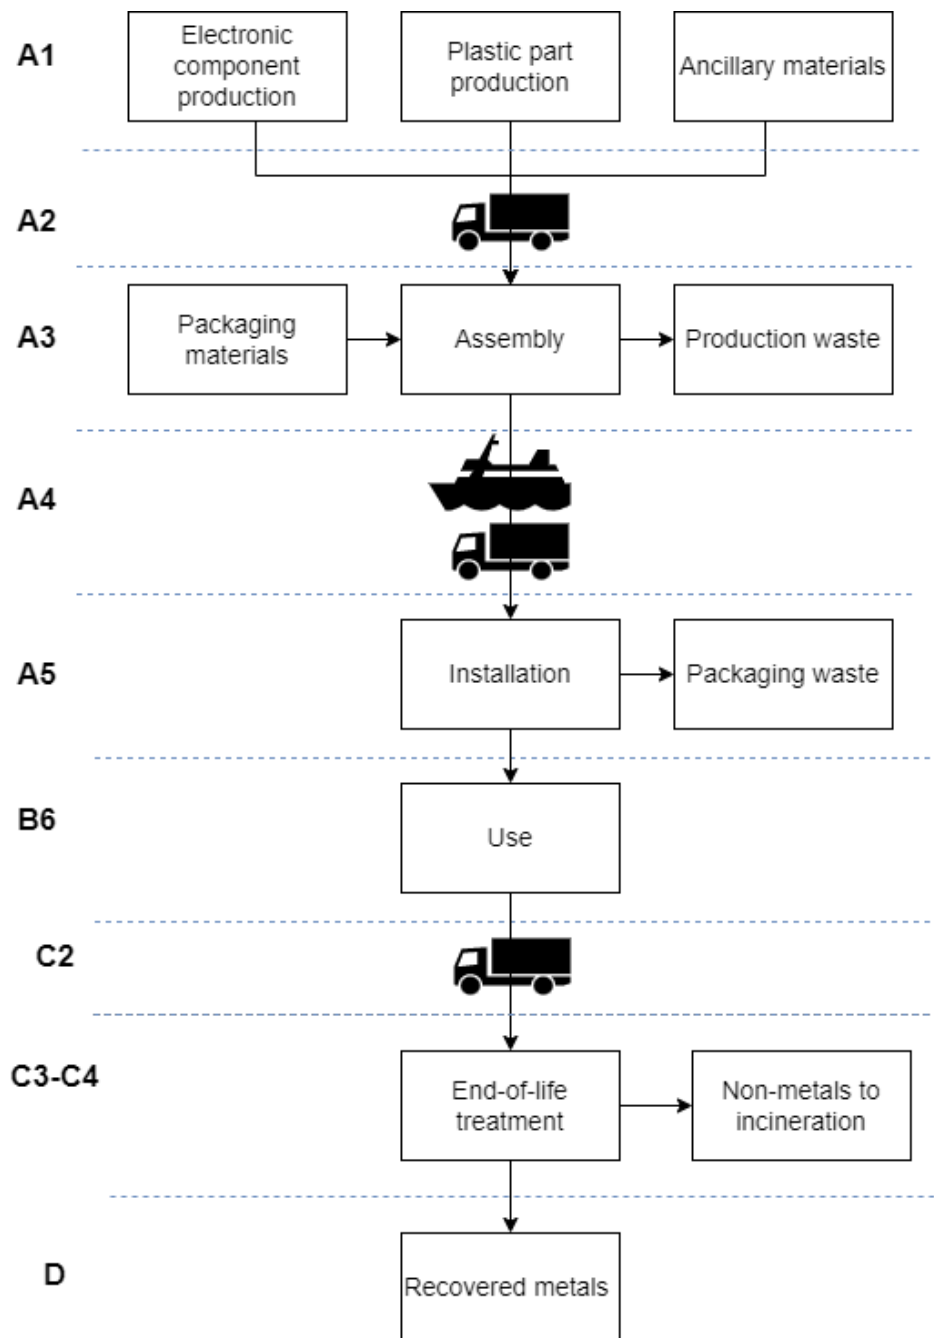 A1
Electronic
component
production
Plastic part
production
Ancillary materials
A2
A3
Packaging
materials
Assembly
Production waste
A4
A5
Installation
Packaging waste
B6
Use
C2
C3-C4
End-of-life
treatment
Non-metals to
incineration
D
Recovered metals